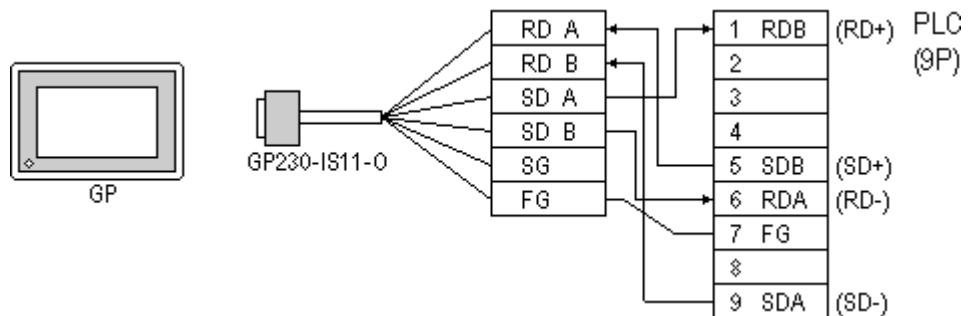 RD A
RD B
SD A
SD B
SG
FG
GP
GP230-IS11-O
1 RDB (RD+)
2
3
4
5 SDB (SD+)
6 RDA (RD-)
7 FG
8
9 SDA (SD-)
PLC
(9P)